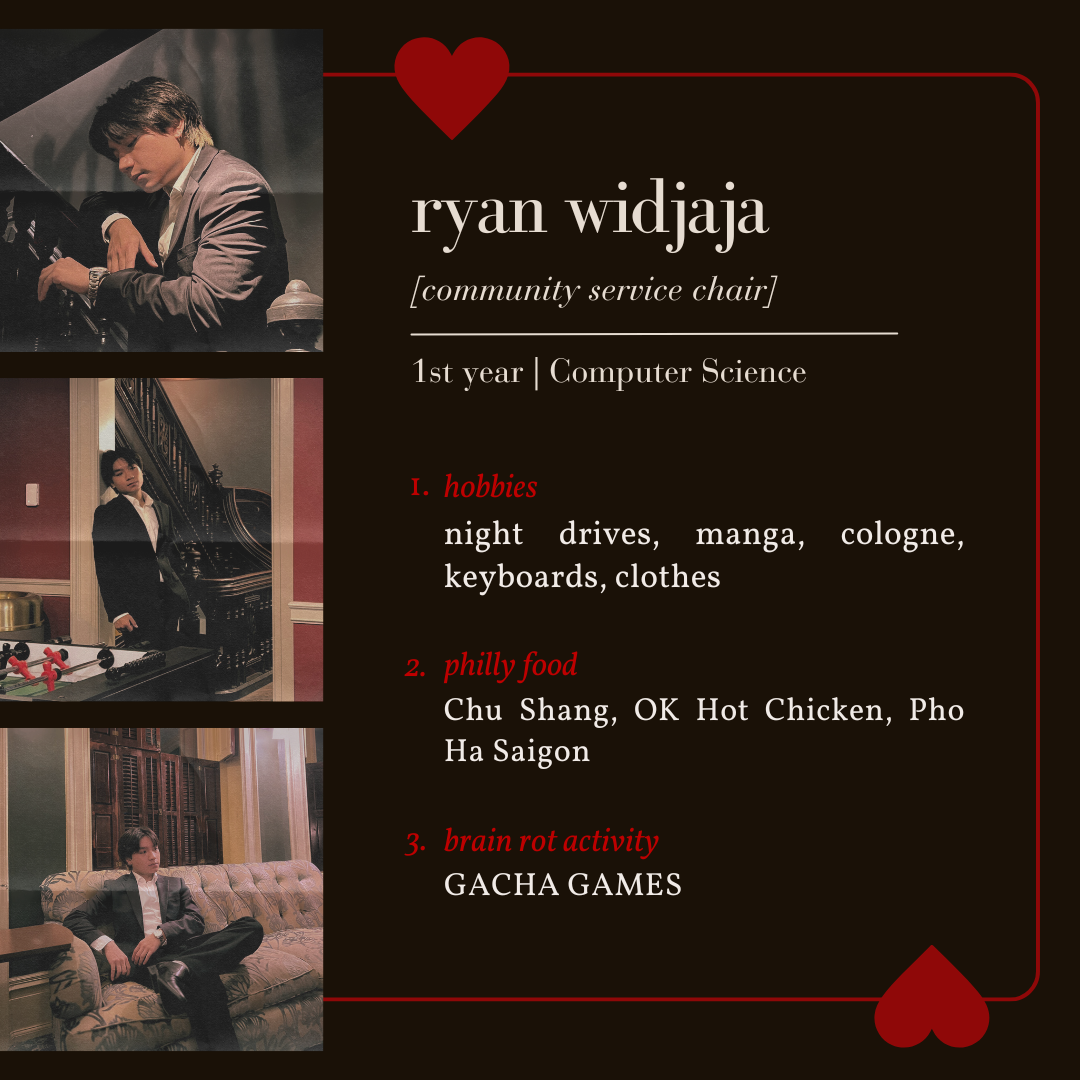 ryan widjaja
[community service chair]
1st year | Computer Science
1. hobbies
night drives, manga, cologne,
keyboards, clothes
2. philly food
Chu Shang, OK Hot Chicken, Pho
Ha Saigon
3. brain rot activity
GACHA GAMES